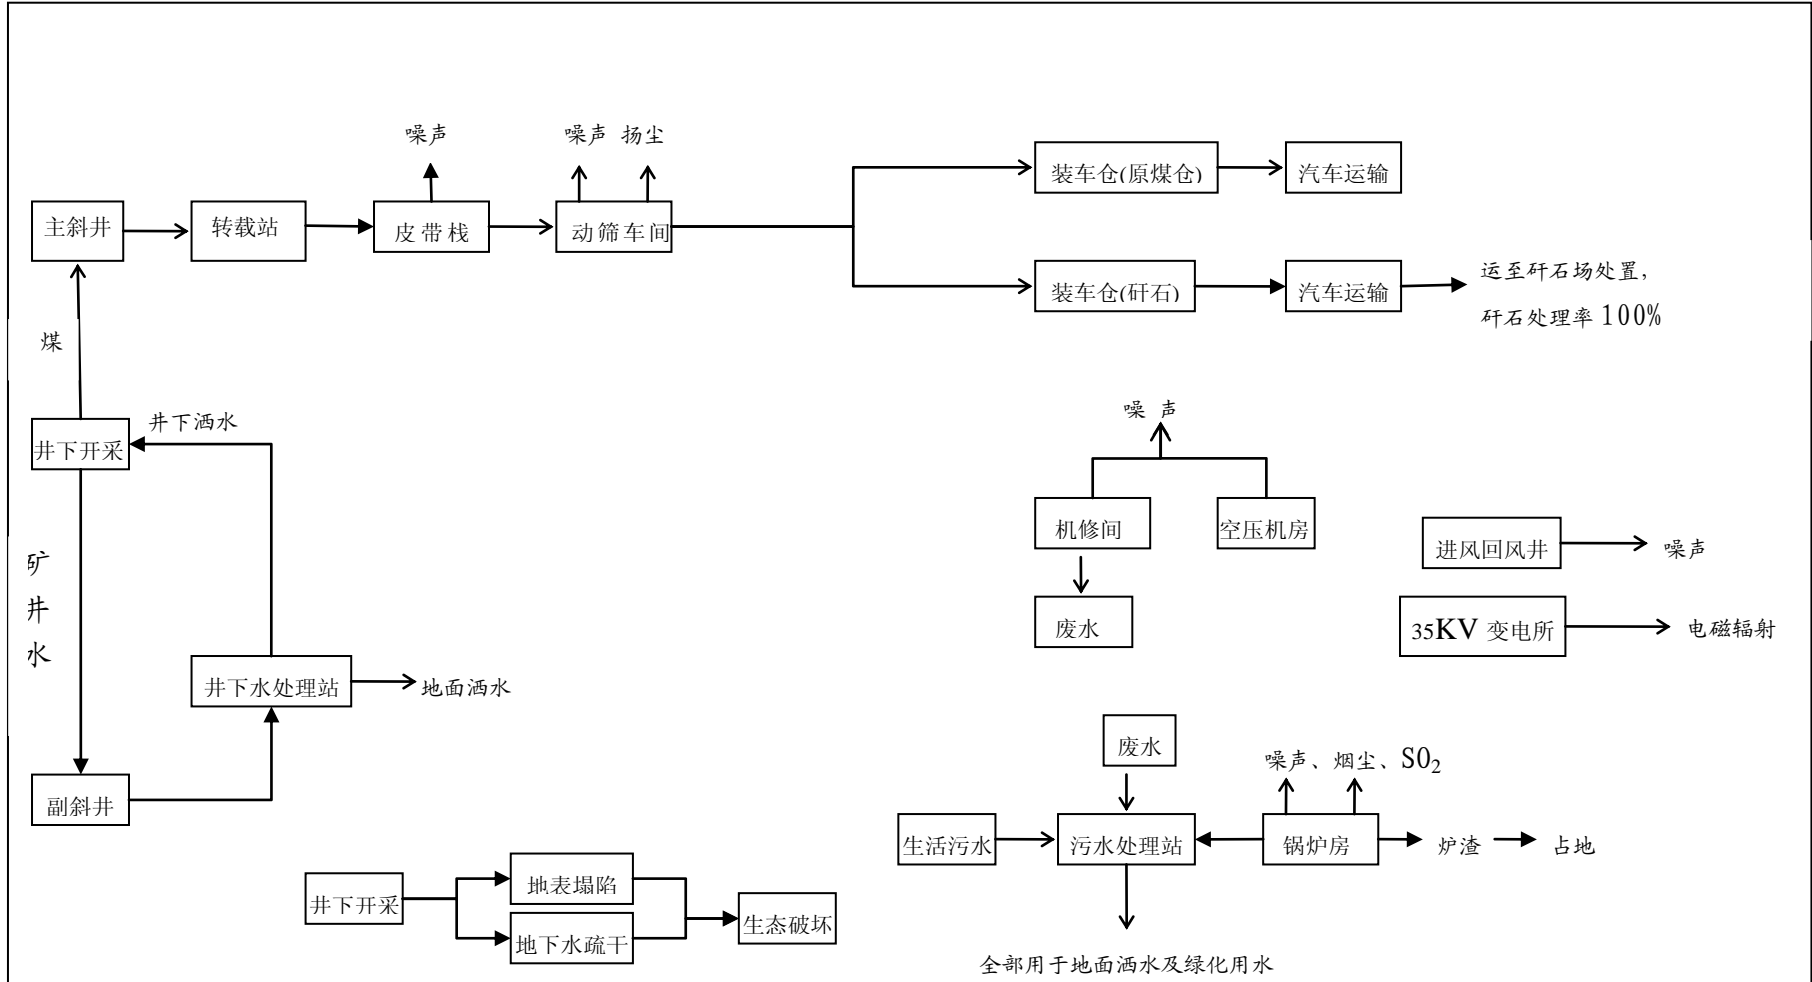 噪声
噪声 扬尘
装车仓(原煤仓)
汽车运输
主斜井
转载站
皮带栈
动筛车间
装车仓(矸石)
汽车运输
运至矸石场处置,
矸石处理率 100%
煤
井下洒水
井下开采
噪 声
机修间
空压机房
进风回风井
噪声
矿
井
水
废水
35KV 变电所
电磁辐射
井下水处理站
地面洒水
废水
噪声、烟尘、SO2
副斜井
生活污水
污水处理站
锅炉房
炉渣
占地
井下开采
地表塌陷
地下水疏干
生态破坏
全部用于地面洒水及绿化用水